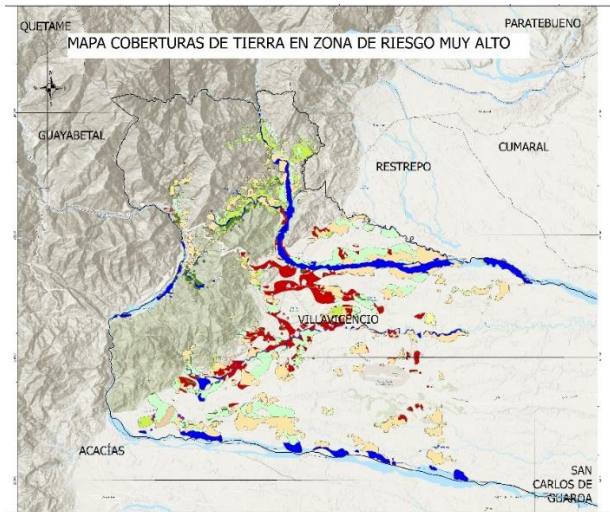 QUETAME
PARATEBUENO
MAPA COBERTURAS DE TIERRA EN ZONA DE RIESGO MUY ALTO
GUAYABETAL
CUMARAL
RESTREPO
VILLAVICENCIO
ACACÍAS
SAN
CARLOS DE
GUAROA